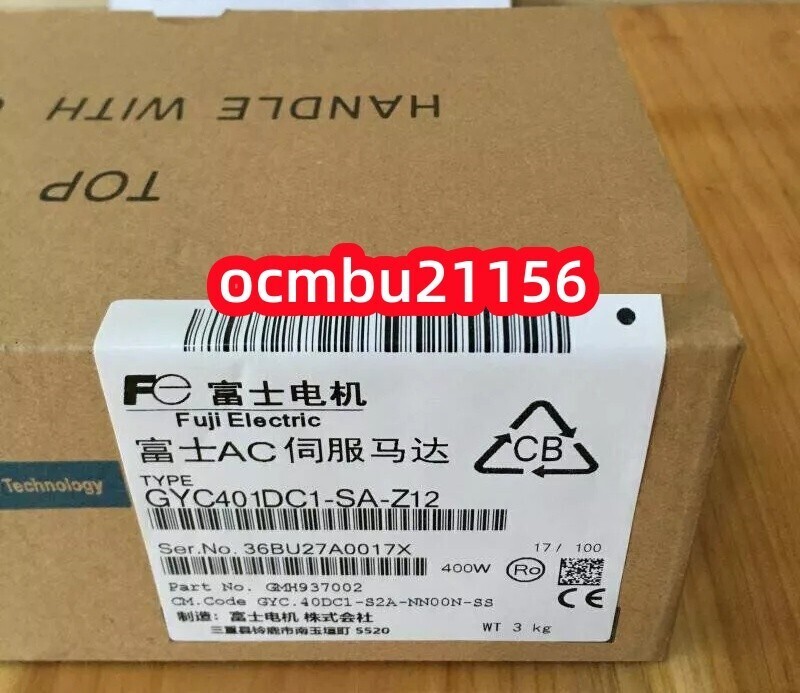 HANDLE WITH
TOP
ocmbu21156
Fe 富士电机
Fuji Electric
富士AC伺服马达
CB
TYPE
GYC401DC1-SA-Z12
Technology
Ser.No. 36BU27A0017X
17/ 100
400W
Ro
Part No. GMH937002
CM.Code GYC.40DC1-S2A-NN00N-SS
CE
制造: 富士电机 株式会社
三重县铃鹿市南玉垣町 5520
WT 3 kg